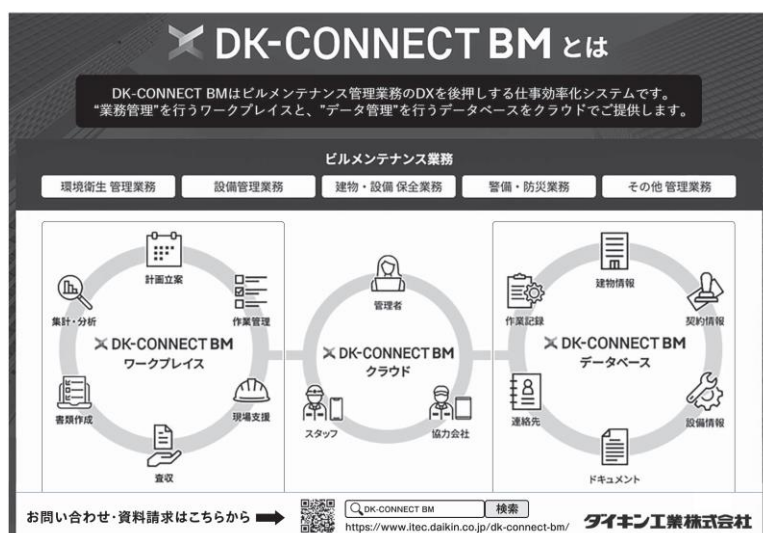 DK-CONNECT BM とは
DK-CONNECT BMはビルメンテナンス管理業務のDXを後押しする仕事効率化システムです。
“業務管理”を行うワークプレイスと、”データ管理”を行うデータベースをクラウドでご提供します。
ビルメンテナンス業務
環境衛生 管理業務
設備管理業務
建物・設備 保全業務
警備・防災業務
その他 管理業務
計画立案
集計・分析
作業管理
DK-CONNECT BM
ワークプレイス
書類作成
現場支援
査収
管理者
DK-CONNECT BM
クラウド
スタッフ
協力会社
建物情報
作業記録
契約情報
DK-CONNECT BM
データベース
連絡先
設備情報
ドキュメント
お問い合わせ・資料請求はこちらから
DK-CONNECT BM
検索
https://www.itec.daikin.co.jp/dk-connect-bm/
ダイキン工業株式会社